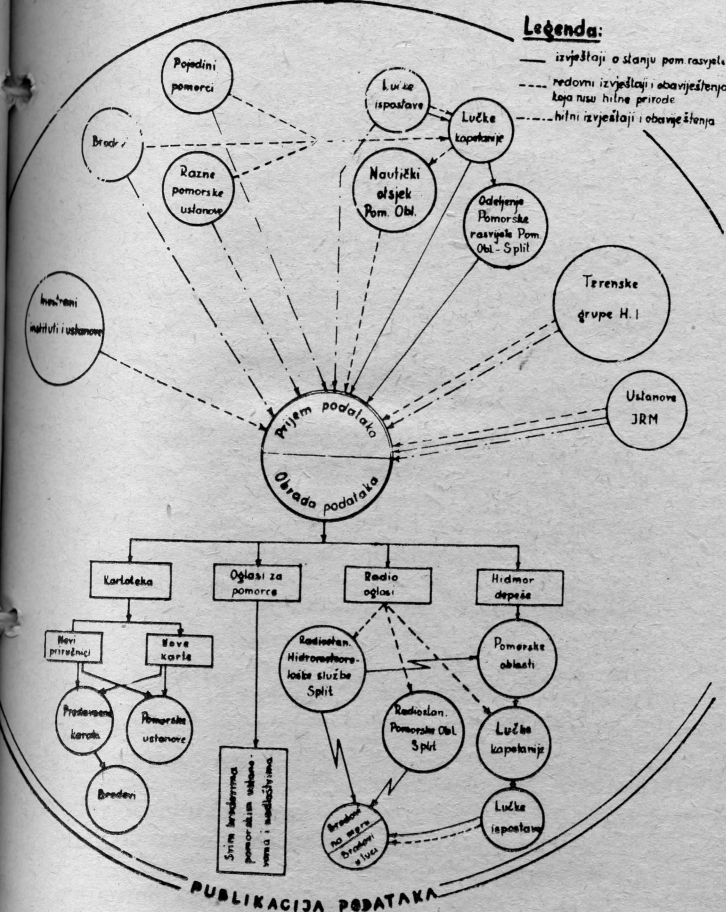 Legenda:
izvještaji o stanju pom. rasvjete
redovni izvještaji i obaviještenja
koja nisu hitne prirode
hitni izvještaji i obavještenja
Pojedini
pomorci
Brodovi
Razne
pomorske
ustanove
Lučke
ispostave
Lučke
kapetanije
Nautički
otsjek
Pom. Obl.
Odeljenje
Pomorske
rasvjete Pom.
Obl.-Split
instituti i ustanove
Terenske
grupe H.I
Ustanove
JRM
Prijem podataka
Obrada podataka
Kartoteka
Oglasi za
pomorce
Radio
oglasi
Hidmor
depeše
Novi
priručnici
Nove
karte
karata
Pomorske
ustanove
Brodovi
Svim brodovima
pomorskim ustano-
vama i nadleštvima
Radiostan.
Hidrometeoro-
loške službe
Split
Radiostan.
Pomorske Obl.
Split
Pomorske
oblasti
Lučke
kapetanije
Lučke
ispostave
Brodovi
na moru
Brodovi
u luci
PUBLIKACIJA PODATAKA